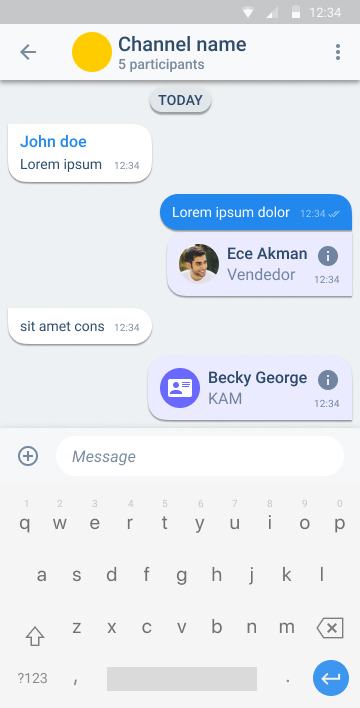 12:34
Channel name
5 participants
TODAY
John doe
Lorem ipsum 12:34
Lorem ipsum dolor 12:34
Ece Akman
Vendedor 12:34
sit amet cons 12:34
Becky George
KAM 12:34
Message
1 2 3 4 5 6 7 8 9 0
q w e r t y u i o p
a s d f g h j k l
z x c v b n m
?123 , .